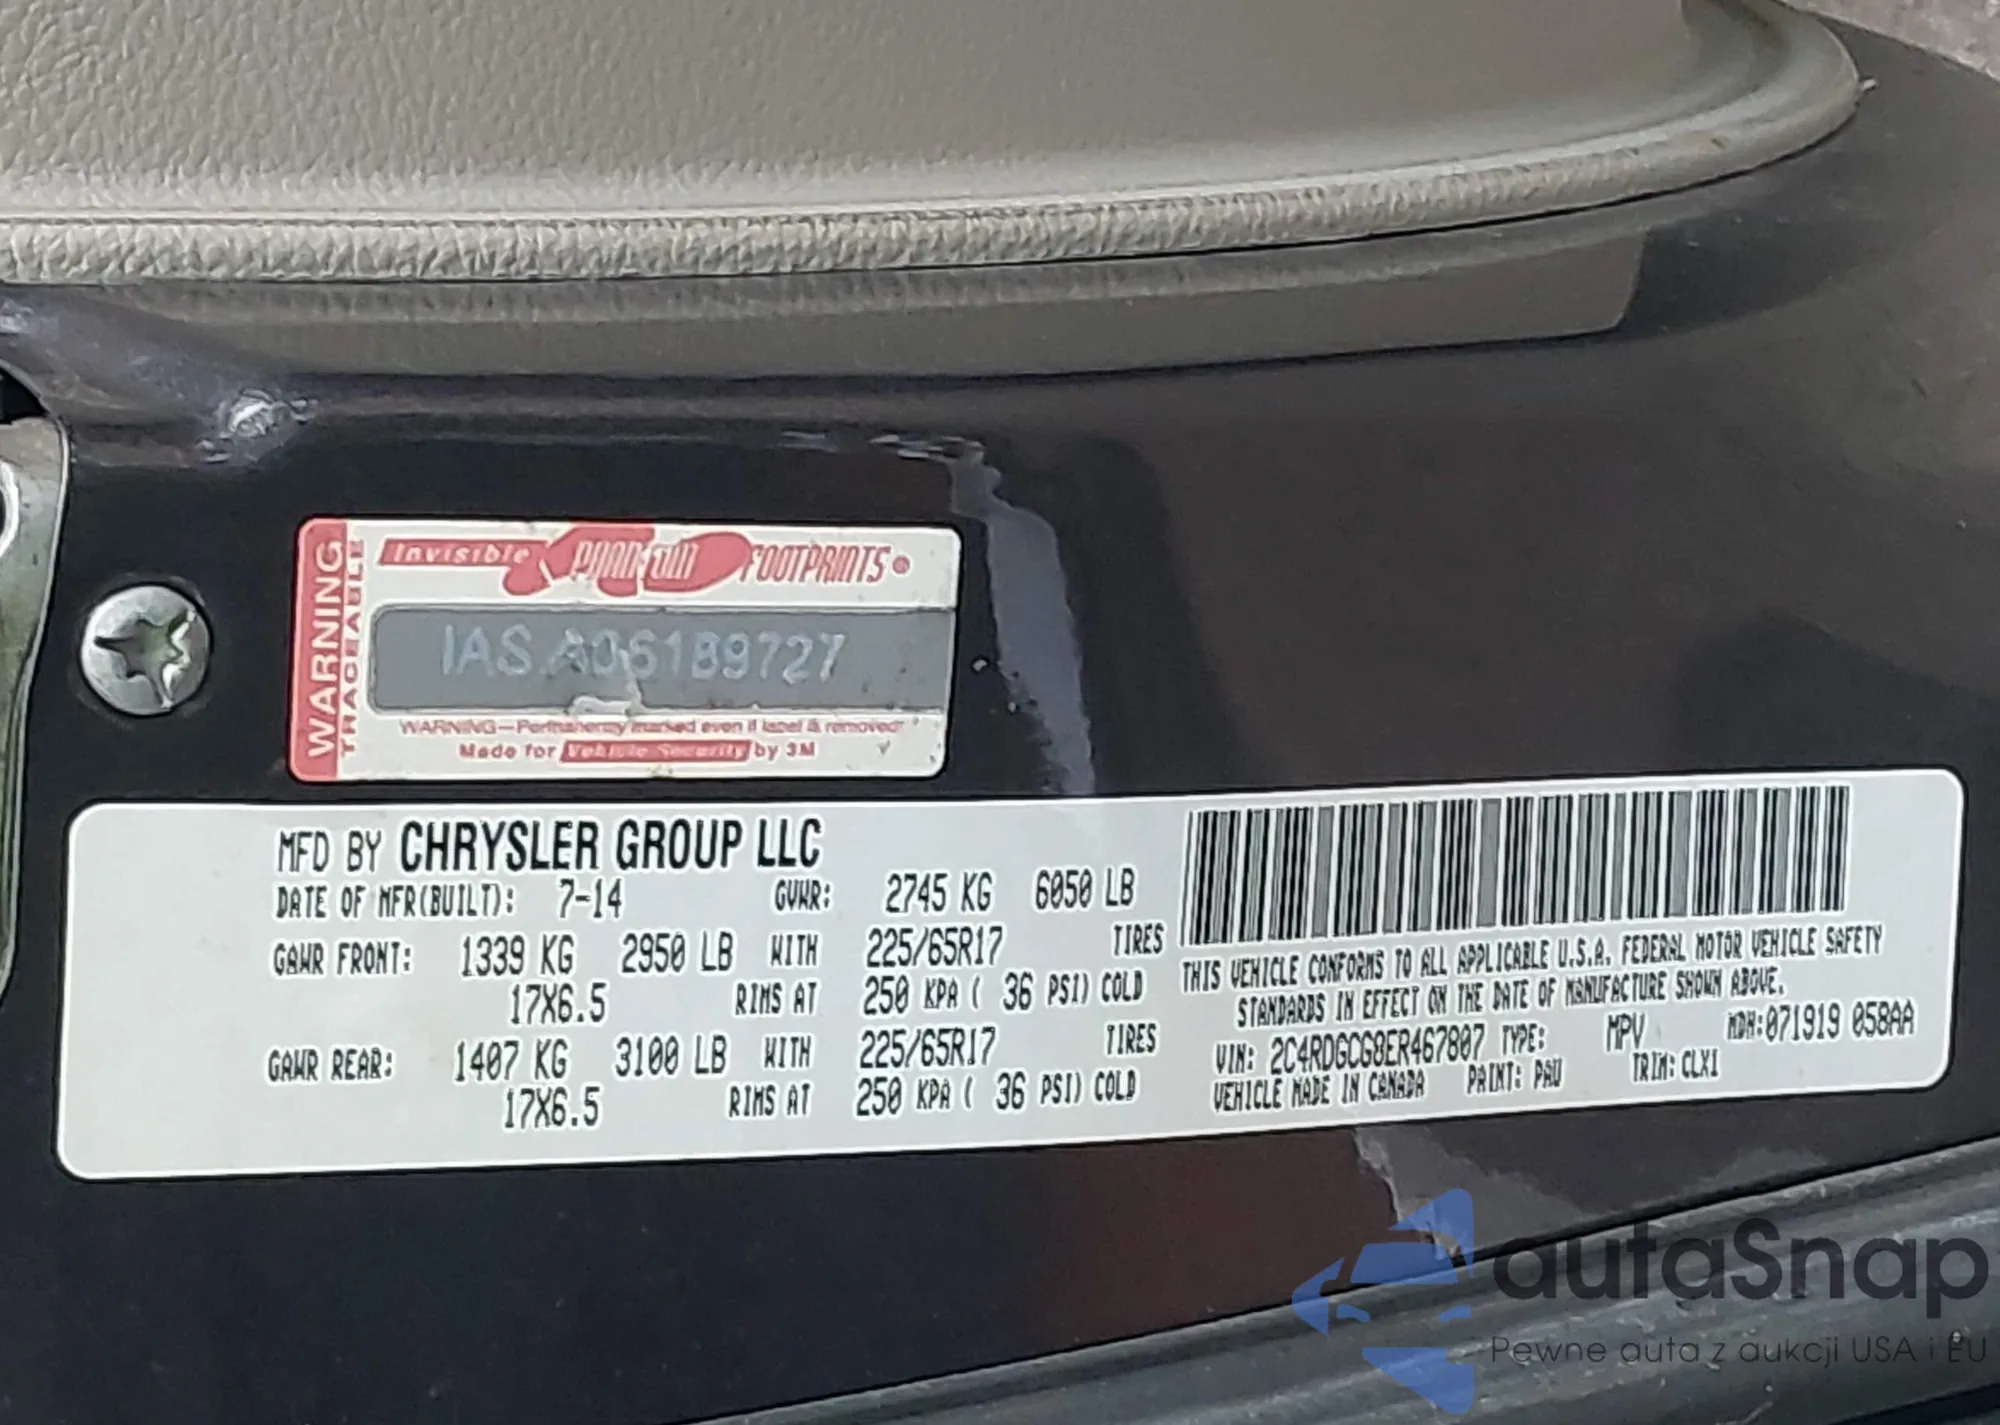 WARNING
TRACEABLE
Invisible PHANTOM FOOTPRINTS®
IAS.A06189727
WARNING—Permanently marked even if label is removed!
Made for Vehicle Security by 3M
MFD BY CHRYSLER GROUP LLC
DATE OF MFR(BUILT): 7-14 GVWR: 2745 KG 6050 LB
GAWR FRONT: 1339 KG 2950 LB WITH 225/65R17 TIRES
17X6.5 RIMS AT 250 KPA ( 36 PSI) COLD
GAWR REAR: 1407 KG 3100 LB WITH 225/65R17 TIRES
17X6.5 RIMS AT 250 KPA ( 36 PSI) COLD
THIS VEHICLE CONFORMS TO ALL APPLICABLE U.S.A. FEDERAL MOTOR VEHICLE SAFETY
STANDARDS IN EFFECT ON THE DATE OF MANUFACTURE SHOWN ABOVE.
VIN: 2C4RDGCG8ER467807 TYPE: MPV MDH:071919 058AA
VEHICLE MADE IN CANADA PAINT: PAU TRIM: CLX1
autaSnap
Pewne auta z aukcji USA i EU